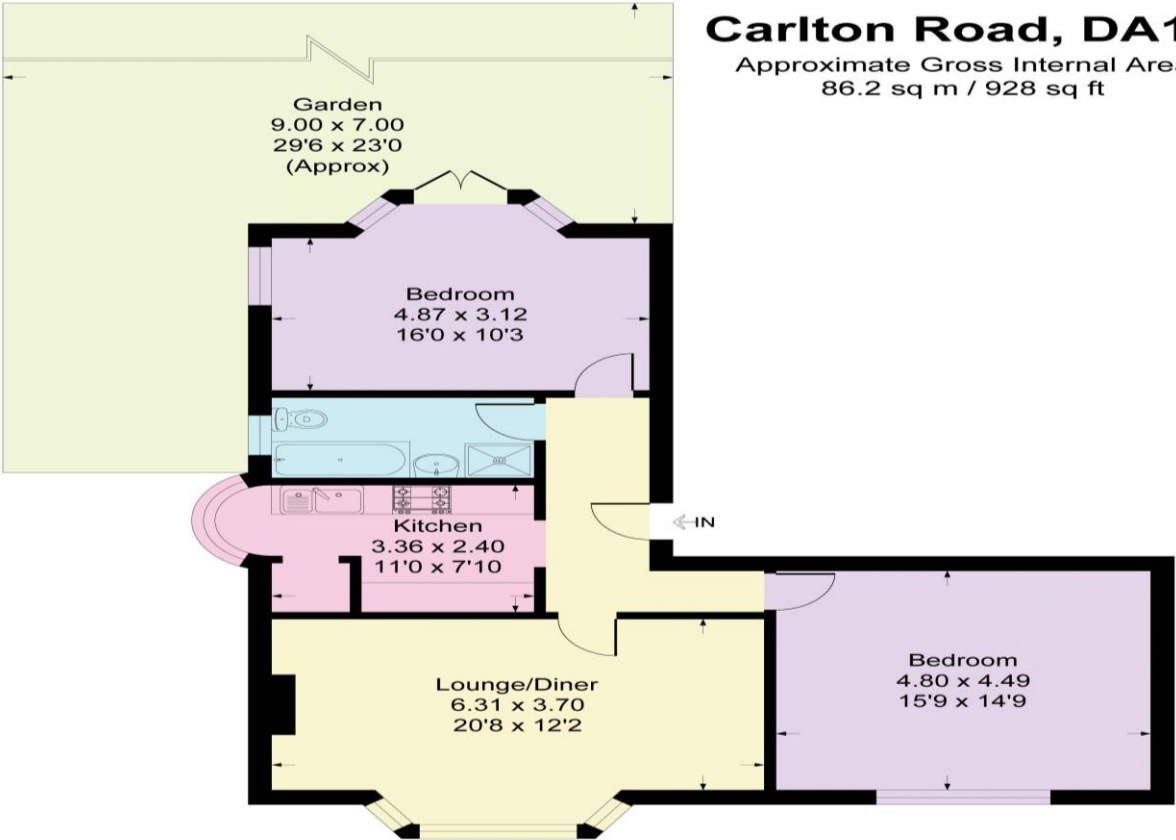 Carlton Road, DA1
Approximate Gross Internal Area
86.2 sq m / 928 sq ft
Garden
9.00 x 7.00
29'6 x 23'0
(Approx)
Bedroom
4.87 x 3.12
16'0 x 10'3
IN
Kitchen
3.36 x 2.40
11'0 x 7'10
Lounge/Diner
6.31 x 3.70
20'8 x 12'2
Bedroom
4.80 x 4.49
15'9 x 14'9